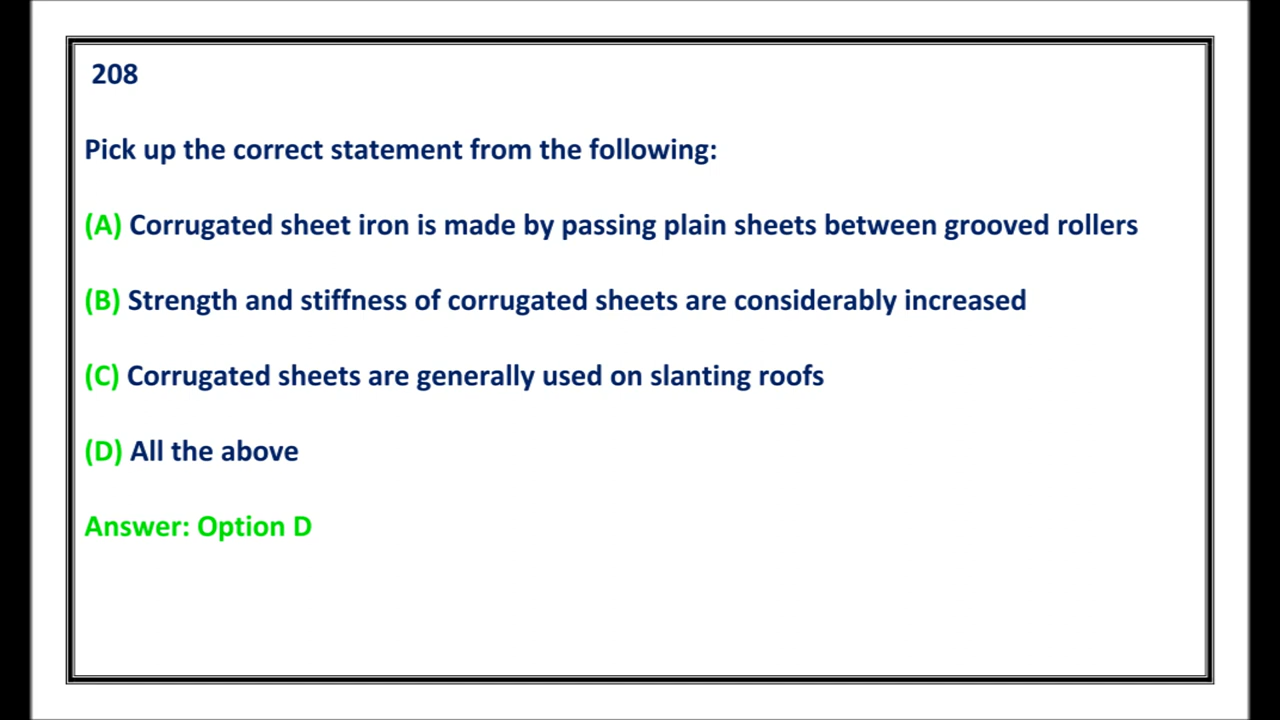 208
Pick up the correct statement from the following:
(A) Corrugated sheet iron is made by passing plain sheets between grooved rollers
(B) Strength and stiffness of corrugated sheets are considerably increased
(C) Corrugated sheets are generally used on slanting roofs
(D) All the above
Answer: Option D